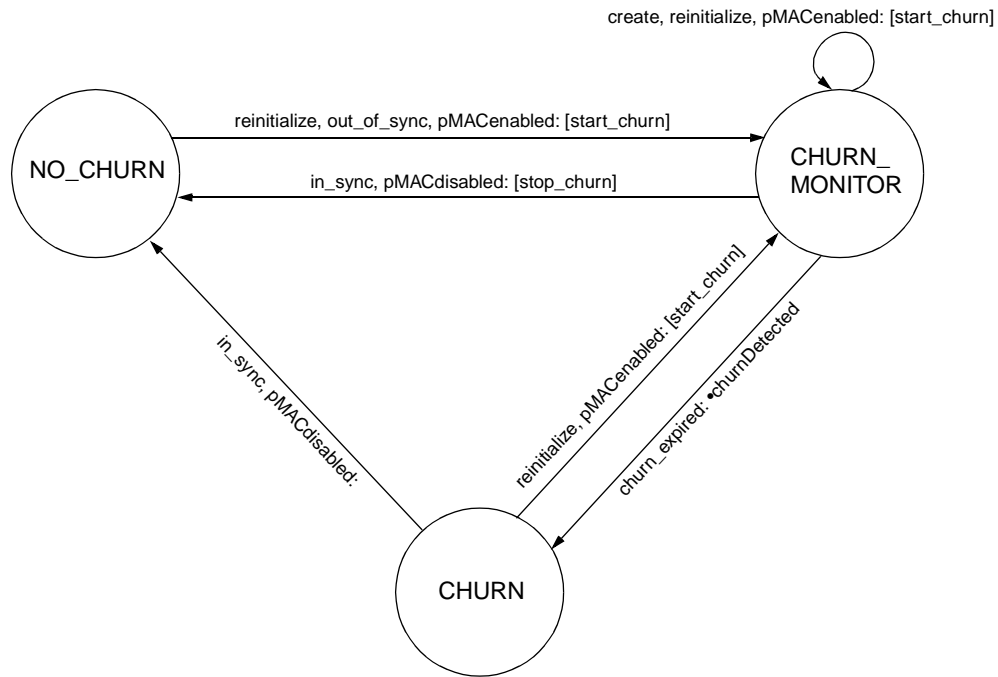 create, reinitialize, pMACenabled: [start_churn]
reinitialize, out_of_sync, pMACenabled: [start_churn]
NO_CHURN
CHURN_
MONITOR
in_sync, pMACdisabled: [stop_churn]
in_sync, pMACdisabled:
reinitialize, pMACenabled: [start_churn]
churn_expired: •churnDetected
CHURN